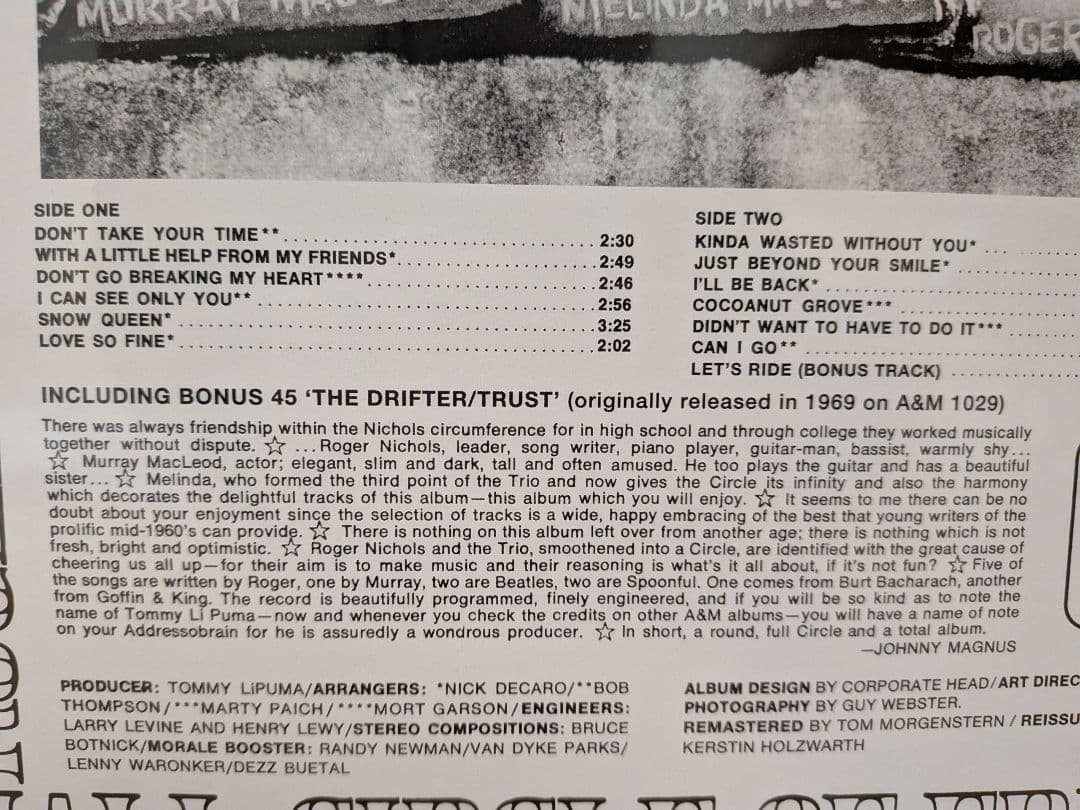 MURRAY
MELINDA
ROGER
SIDE ONE
DON'T TAKE YOUR TIME** 2:30
WITH A LITTLE HELP FROM MY FRIENDS* 2:49
DON'T GO BREAKING MY HEART**** 2:46
I CAN SEE ONLY YOU** 2:56
SNOW QUEEN* 3:25
LOVE SO FINE* 2:02
SIDE TWO
KINDA WASTED WITHOUT YOU*
JUST BEYOND YOUR SMILE*
I'LL BE BACK*
COCOANUT GROVE***
DIDN'T WANT TO HAVE TO DO IT***
CAN I GO**
LET'S RIDE (BONUS TRACK)
INCLUDING BONUS 45 'THE DRIFTER/TRUST' (originally released in 1969 on A&M 1029)
There was always friendship within the Nichols circumference for in high school and through college they worked musically
together without dispute. ☆ ...Roger Nichols, leader, song writer, piano player, guitar-man, bassist, warmly shy...
☆ Murray MacLeod, actor; elegant, slim and dark, tall and often amused. He too plays the guitar and has a beautiful
sister... ☆ Melinda, who formed the third point of the Trio and now gives the Circle its infinity and also the harmony
which decorates the delightful tracks of this album—this album which you will enjoy. ☆ It seems to me there can be no
doubt about your enjoyment since the selection of tracks is a wide, happy embracing of the best that young writers of the
prolific mid-1960's can provide. ☆ There is nothing on this album left over from another age; there is nothing which is not
fresh, bright and optimistic. ☆ Roger Nichols and the Trio, smoothened into a Circle, are identified with the great cause of
cheering us all up—for their aim is to make music and their reasoning is what's it all about, if it's not fun? ☆ Five of
the songs are written by Roger, one by Murray, two are Beatles, two are Spoonful. One comes from Burt Bacharach, another
from Goffin & King. The record is beautifully programmed, finely engineered, and if you will be so kind as to note the
name of Tommy Li Puma—now and whenever you check the credits on other A&M albums—you will have a name of note
on your Addressobrain for he is assuredly a wondrous producer. ☆ In short, a round, full Circle and a total album.
—JOHNNY MAGNUS
PRODUCER: TOMMY LiPUMA/ARRANGERS: *NICK DECARO/**BOB
THOMPSON/***MARTY PAICH/****MORT GARSON/ENGINEERS:
LARRY LEVINE AND HENRY LEWY/STEREO COMPOSITIONS: BRUCE
BOTNICK/MORALE BOOSTER: RANDY NEWMAN/VAN DYKE PARKS/
LENNY WARONKER/DEZZ BUETAL
ALBUM DESIGN BY CORPORATE HEAD/ART DIREC
PHOTOGRAPHY BY GUY WEBSTER.
REMASTERED BY TOM MORGENSTERN / REISSU
KERSTIN HOLZWARTH